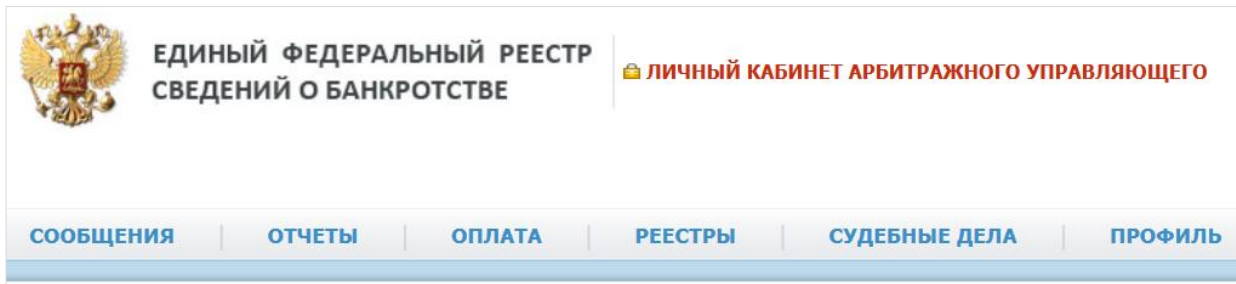 ЕДИНЫЙ ФЕДЕРАЛЬНЫЙ РЕЕСТР
СВЕДЕНИЙ О БАНКРОТСТВЕ
ЛИЧНЫЙ КАБИНЕТ АРБИТРАЖНОГО УПРАВЛЯЮЩЕГО
СООБЩЕНИЯ ОТЧЕТЫ ОПЛАТА РЕЕСТРЫ СУДЕБНЫЕ ДЕЛА ПРОФИЛЬ